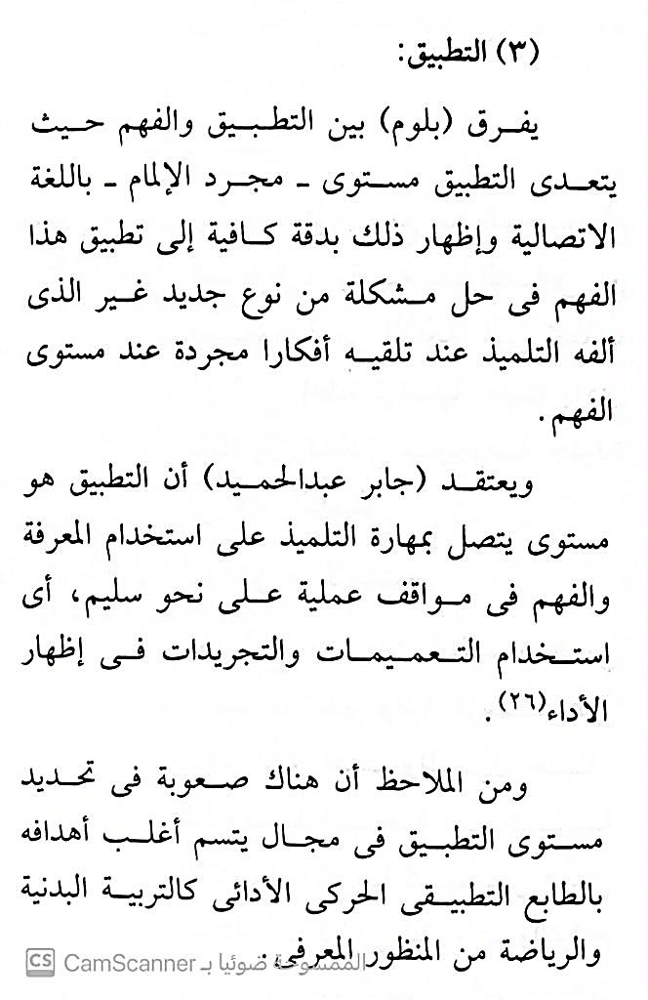 (٣) التطبيق:
يفرق (بلوم) بين التطبيق والفهم حيث
يتعدى التطبيق مستوى - مجرد الإلمام - باللغة
الاتصالية وإظهار ذلك بدقة كافية إلى تطبيق هذا
الفهم فى حل مشكلة من نوع جديد غير الذى
ألفه التلميذ عند تلقيه أفكارا مجردة عند مستوى
الفهم.
ويعتقد (جابر عبدالحميد) أن التطبيق هو
مستوى يتصل بمهارة التلميذ على استخدام المعرفة
والفهم فى مواقف عملية على نحو سليم، أى
استخدام التعميمات والتجريدات فى إظهار
الأداء(٢٦).
ومن الملاحظ أن هناك صعوبة فى تحديد
مستوى التطبيق فى مجال يتسم أغلب أهدافه
بالطابع التطبيقى الحركى الأدائى كالتربية البدنية
والرياضة من المنظور المعرفى.
الممسوحة ضوئيا بـ CamScanner
CS